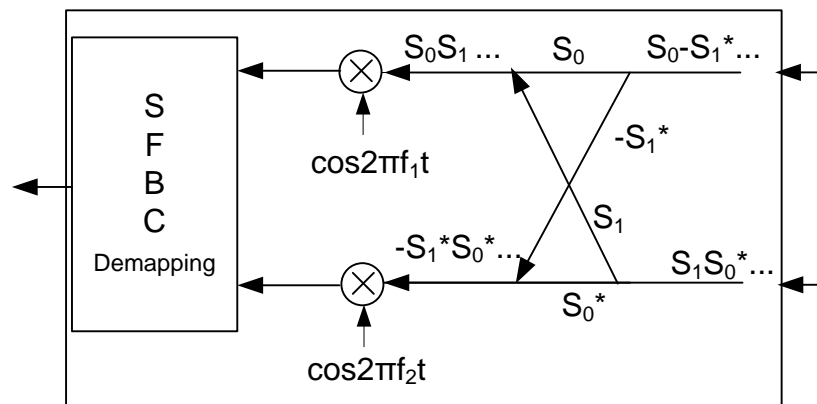 S₀S₁ ...
S₀
S₀-S₁*...
S
F
B
C
Demapping
cos2πf₁t
-S₁*
S₁
-S₁*S₀*...
S₁S₀*...
S₀*
cos2πf₂t